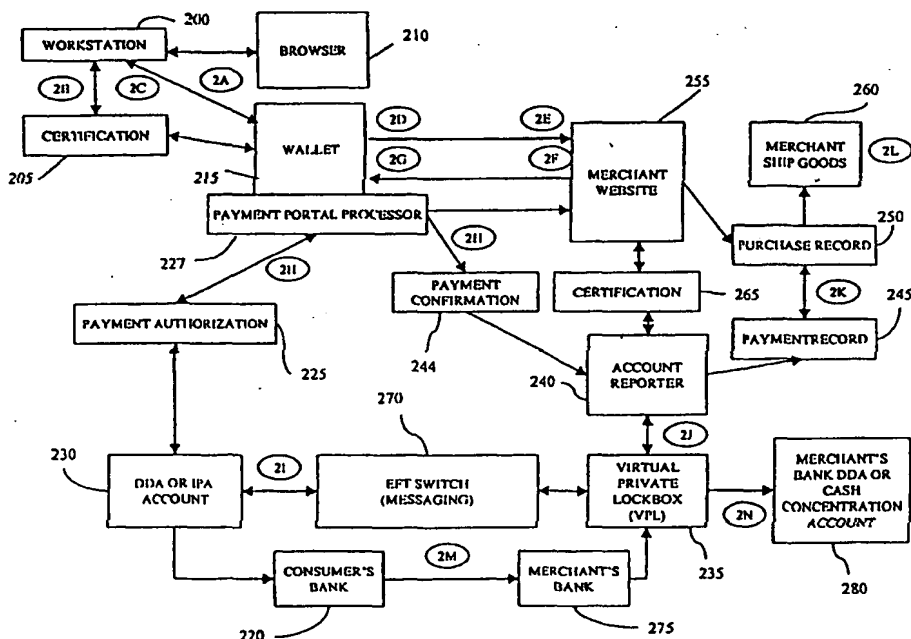 200
WORKSTATION
BROWSER
210
2B
2C
2A
CERTIFICATION
205
WALLET
215
2D
2E
2G
2F
PAYMENT PORTAL PROCESSOR
227
255
MERCHANT
WEBSITE
260
MERCHANT
SHIP GOODS
2L
PURCHASE RECORD
250
2K
PAYMENTRECORD
245
2H
2H
PAYMENT
CONFIRMATION
244
CERTIFICATION
265
PAYMENT AUTHORIZATION
225
ACCOUNT
REPORTER
240
2J
230
DDA OR IPA
ACCOUNT
2I
270
EFT SWITCH
(MESSAGING)
VIRTUAL
PRIVATE
LOCKBOX
(VPL)
235
2N
MERCHANT'S
BANK DDA OR
CASH
CONCENTRATION
ACCOUNT
280
CONSUMER'S
BANK
220
2M
MERCHANT'S
BANK
275